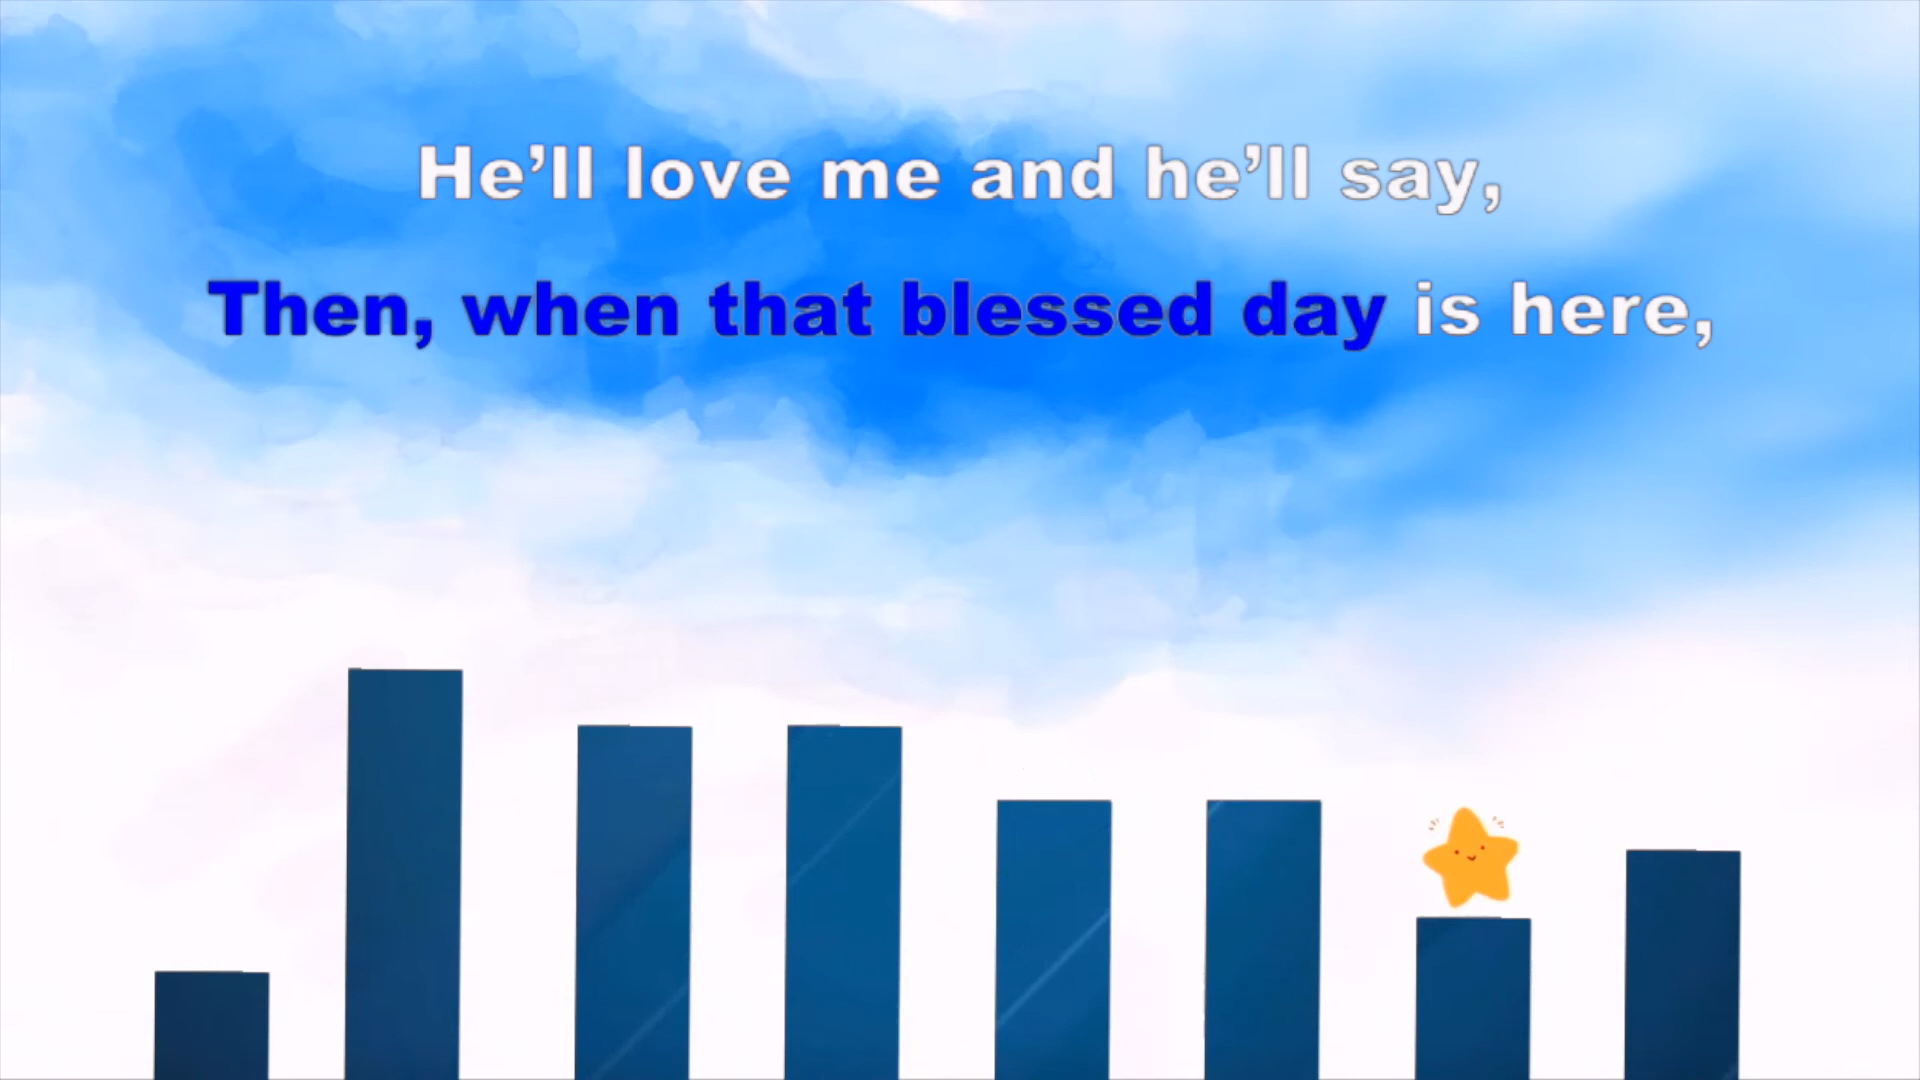 He’ll love me and he’ll say,
Then, when that blessed day is here,